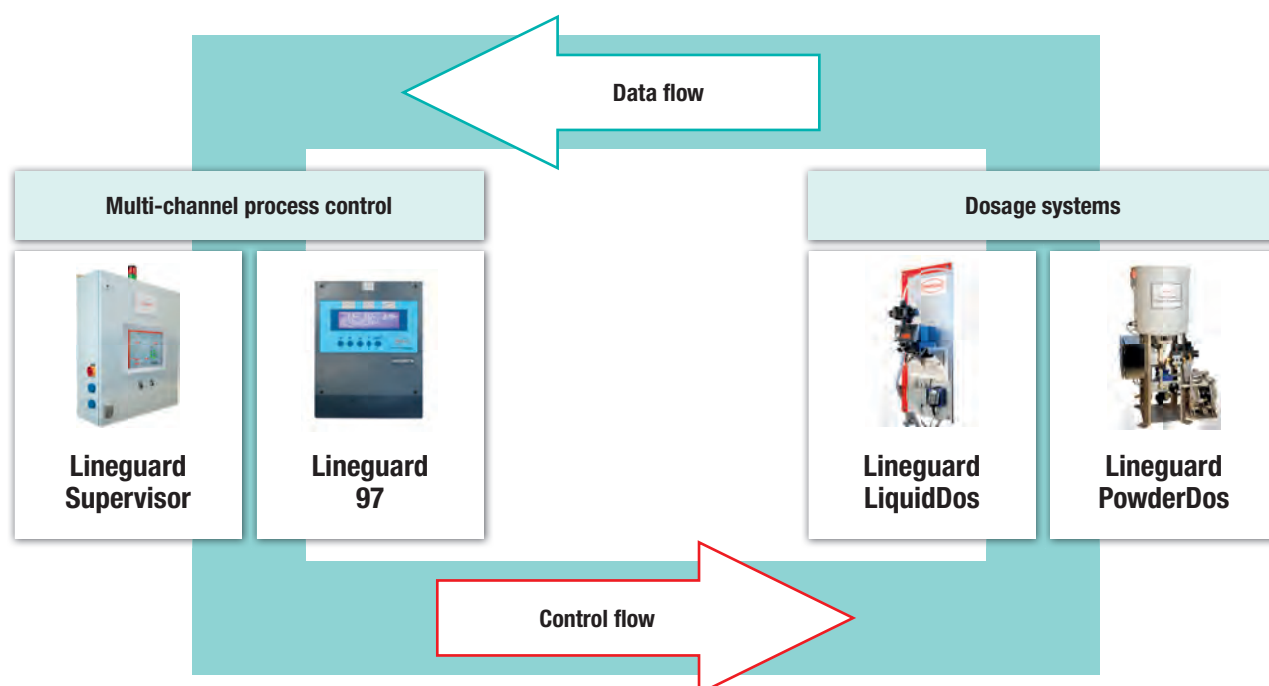 Data flow
Multi-channel process control
Dosage systems
Lineguard
Supervisor
Lineguard
97
Lineguard
LiquidDos
Lineguard
PowderDos
Control flow